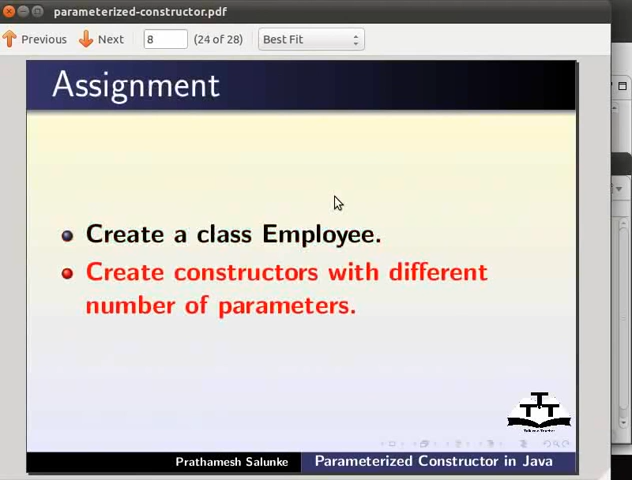 parameterized-constructor.pdf
Previous Next 8 (24 of 28) Best Fit
Assignment
Create a class Employee.
Create constructors with different
number of parameters.
Prathamesh Salunke Parameterized Constructor in Java